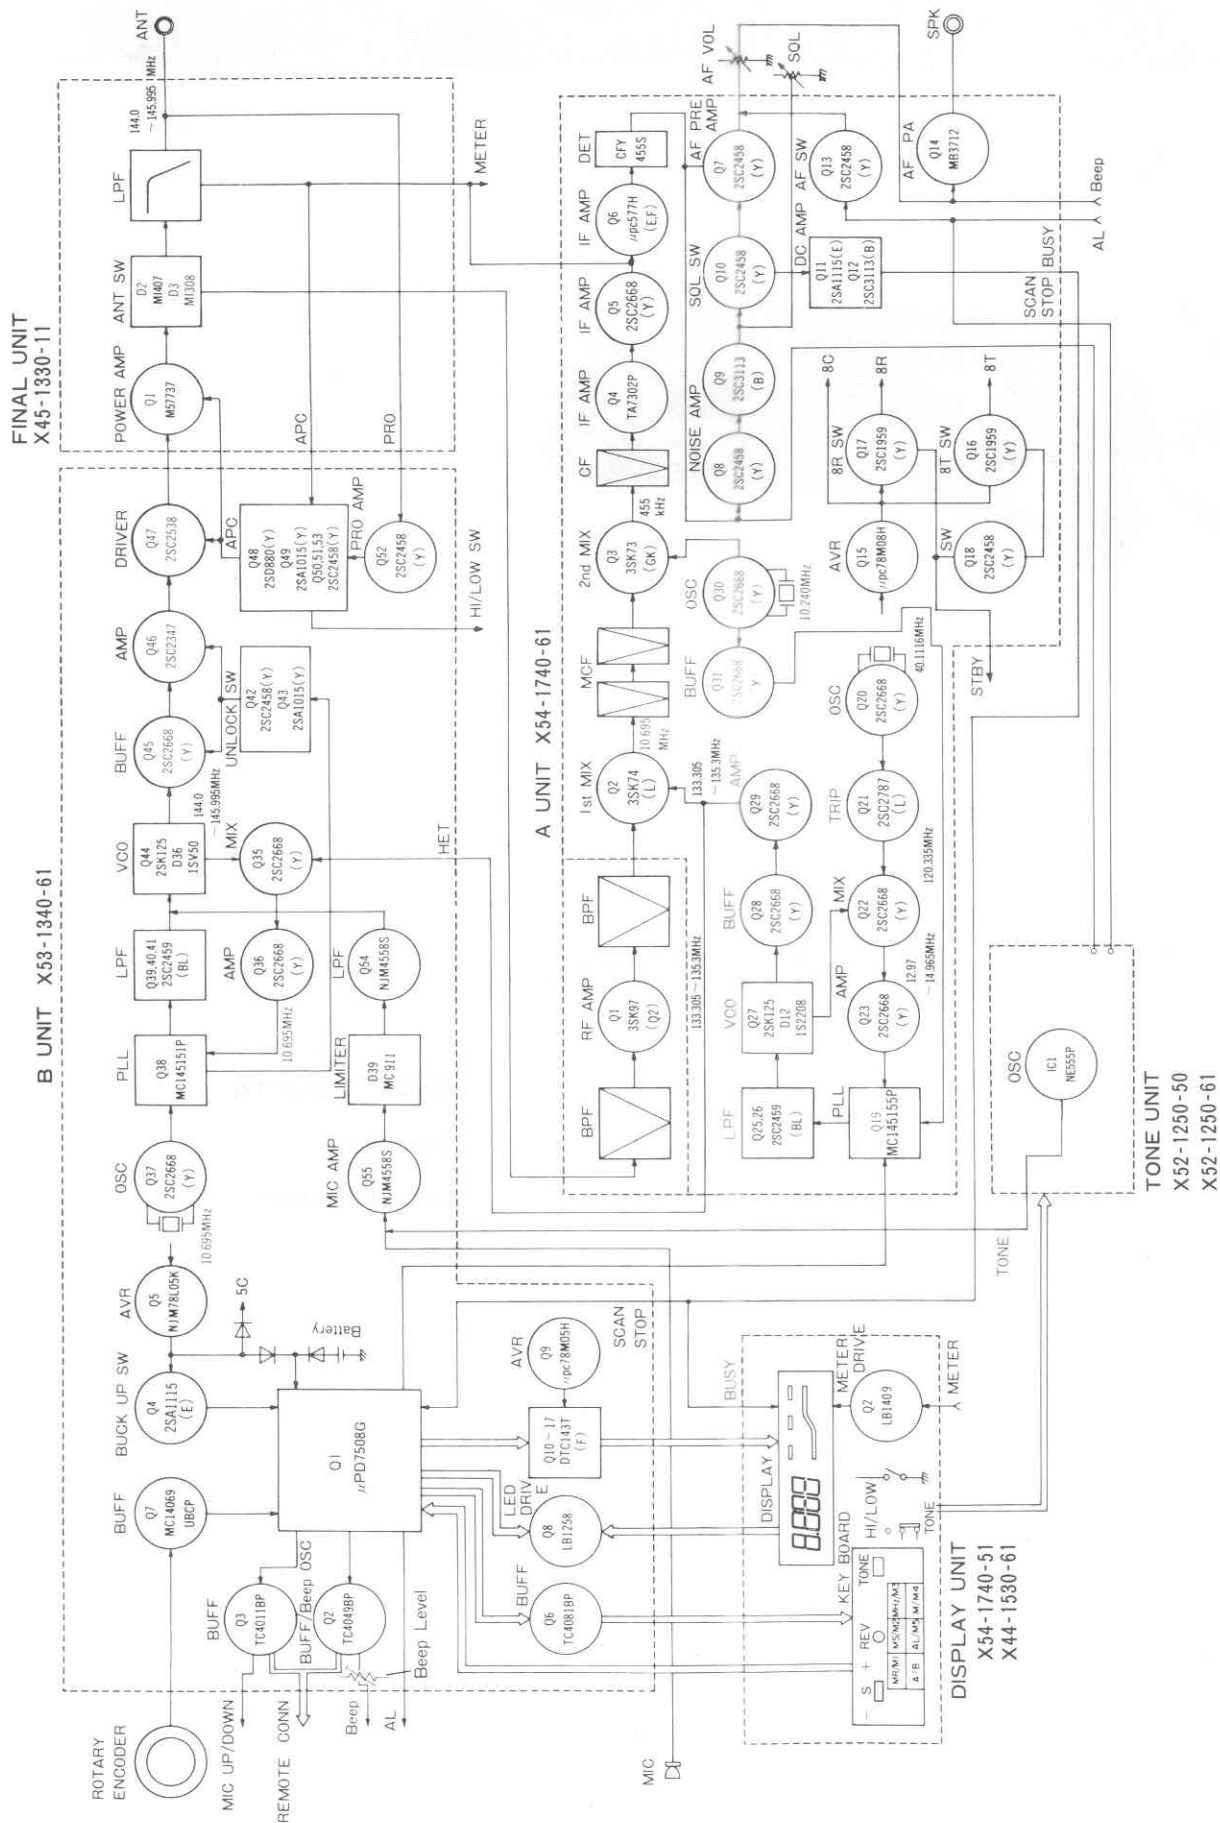 FINAL UNIT
X45-1330-11
ANT
144.0
~145.995 MHz
LPF
METER
ANT SW
D2
MI407
D3
MI308
POWER AMP
Q1
M57737
APC
PRO
B UNIT X53-1340-61
DRIVER
Q47
2SC2538
APC
Q48
2SD880(Y)
Q49
2SA1015(Y)
Q50,51,53
2SC2458(Y)
PRO AMP
Q52
2SC2458
(Y)
HI/LOW SW
AMP
Q46
2SC2347
UNLOCK SW
Q42
2SC2458(Y)
Q43
2SA1015(Y)
BUFF
Q45
2SC2668
(Y)
144.0
~145.995MHz
VCO
Q44
2SK125
D36
1SV50
MIX
Q35
2SC2668
(Y)
HET
LPF
Q39,40,41
2SC2459
(BL)
AMP
Q36
2SC2668
(Y)
10.695MHz
LPF
Q54
NJM4558S
PLL
Q38
MC145151P
LIMITER
D39
MC911
OSC
Q37
2SC2668
(Y)
10.695MHz
MIC AMP
Q55
NJM4558S
AVR
Q5
NJM78L05K
5C
Battery
BUCK UP SW
Q4
2SA1115
(E)
BUFF
Q7
MC14069
UBCP
Q1
μPD7508G
AVR
Q9
μpc78M05H
SCAN
STOP
Q10~17
DTC143T
(F)
LED
DRIVE
Q8
LB1258
BUFF
Q6
TC4081BP
BUFF
Q3
TC4011BP
BUFF/Beep OSC
Q2
TC4049BP
Beep Level
ROTARY
ENCODER
MIC UP/DOWN
REMOTE CONN
Beep
AL
MIC
A UNIT X54-1740-61
DET
CFY
455S
IF AMP
Q6
μpc577H
(E,F)
IF AMP
Q5
2SC2668
(Y)
IF AMP
Q4
TA7302P
CF
455
kHz
2nd MIX
Q3
3SK73
(GK)
MCF
10.695
MHz
1st MIX
Q2
3SK74
(L)
133.305
~135.3MHz
BPF
RF AMP
Q1
3SK97
(Q2)
BPF
133.305~135.3MHz
AF VOL
SQL
AF PRE
AMP
Q7
2SC2458
(Y)
SQL SW
Q10
2SC2458
(Y)
NOISE AMP
Q9
2SC3113
(B)
Q8
2SC2458
(Y)
AF SW
Q13
2SC2458
(Y)
DC AMP
Q11
2SA1115(E)
Q12
2SC3113(B)
SPK
AF PA
Q14
MB3712
Beep
AL
SCAN
STOP BUSY
OSC
Q30
2SC2668
(Y)
10.240MHz
BUFF
Q31
2SC2668
(Y)
8C
8R
8T
8R SW
Q17
2SC1959
(Y)
8T SW
Q16
2SC1959
(Y)
AVR
Q15
μpc78M08H
SW
Q18
2SC2458
(Y)
STBY
OSC
Q20
2SC2668
(Y)
40.1116MHz
TRIP
Q21
2SC2787
(L)
120.335MHz
AMP
Q29
2SC2668
(Y)
BUFF
Q28
2SC2668
(Y)
MIX
Q22
2SC2668
(Y)
VCO
Q27
2SK125
D12
1S2208
AMP
Q23
2SC2668
(Y)
12.97
~14.965MHz
LPF
Q25,26
2SC2459
(BL)
PLL
Q19
MC145155P
OSC
IC1
NE555P
TONE UNIT
X52-1250-50
X52-1250-61
TONE
BUSY
DISPLAY
METER
DRIVE
Q2
LB1409
METER
KEY BOARD
HI/LOW
TONE
- S + REV TONE
MR/M1 MS/M2 MHz/M3
A/B AL/M5 M/M4
DISPLAY UNIT
X54-1740-51
X44-1530-61